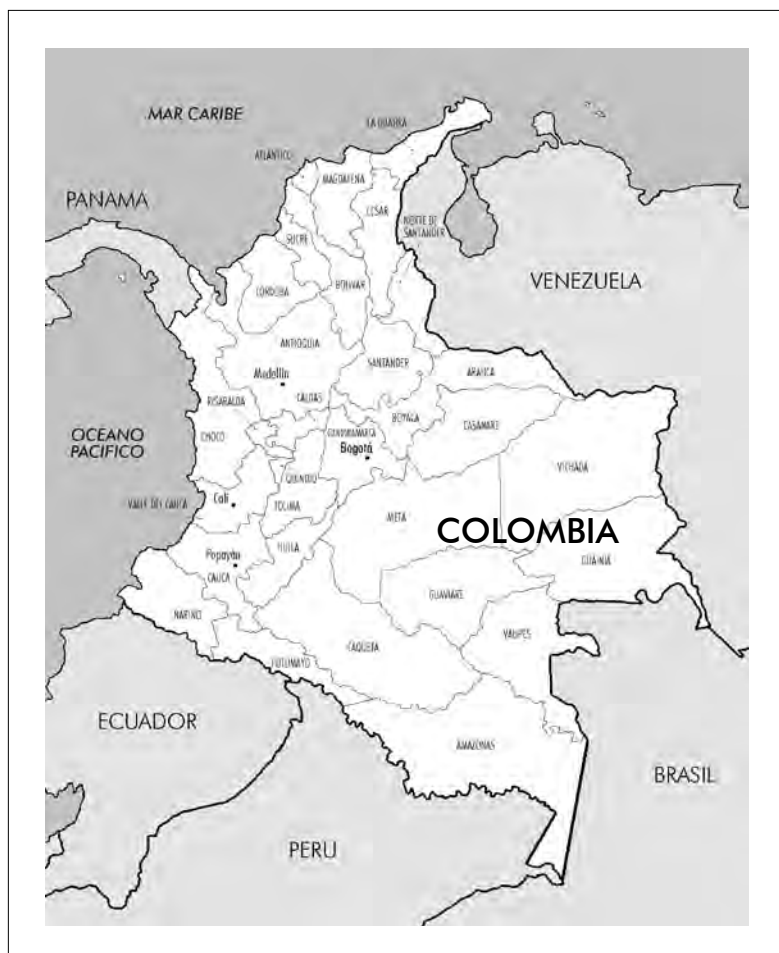 MAR CARIBE
LA GUAJIRA
ATLÁNTICO
MAGDALENA
PANAMA
CESAR
NORTE DE
SANTANDER
SUCRE
VENEZUELA
BOLIVAR
CORDOBA
ANTIOQUIA
SANTANDER
ARAUCA
Medellín
CALDAS
RISARALDA
BOYACA
CASANARE
CUNDINAMARCA
OCEANO
PACIFICO
CHOCO
Bogotá
VICHADA
QUINDIO
VALLE DEL CAUCA
Cali
TOLIMA
META
COLOMBIA
HUILA
Popayán
GUAINIA
CAUCA
GUAVIARE
NARIÑO
VAUPES
CAQUETA
PUTUMAYO
ECUADOR
AMAZONAS
BRASIL
PERU